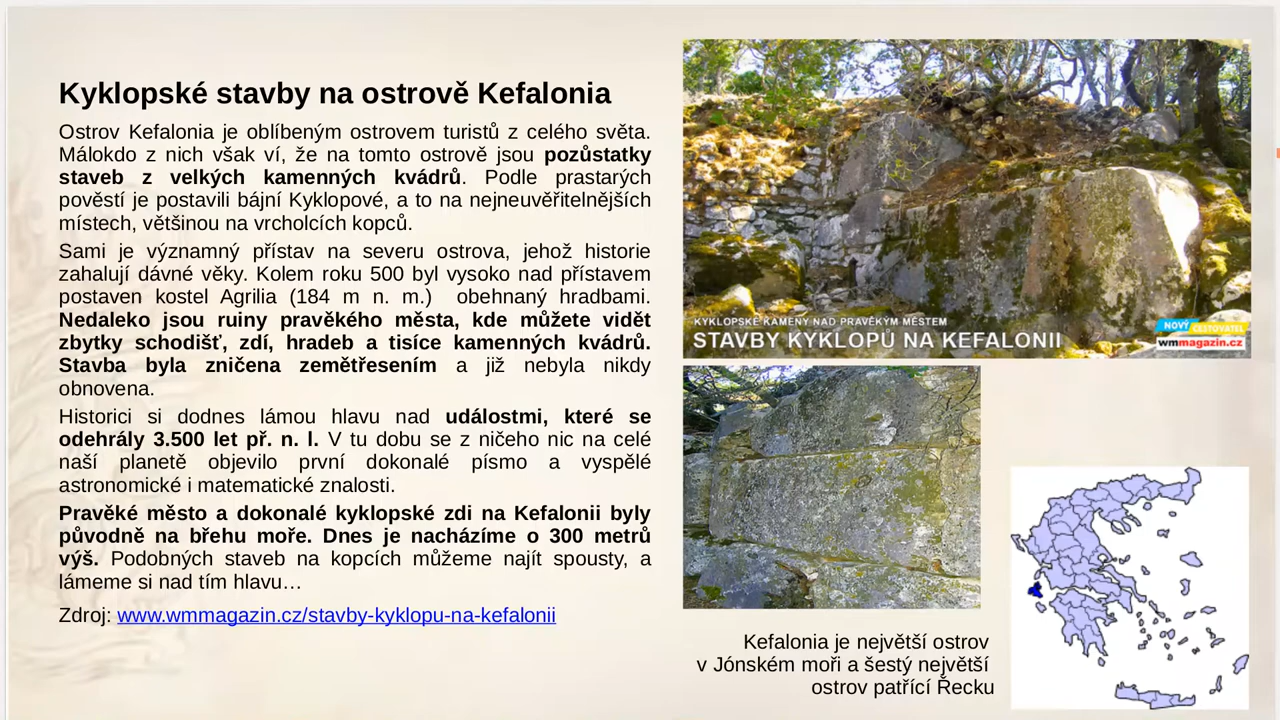 Kyklopské stavby na ostrově Kefalonia
Ostrov Kefalonia je oblíbeným ostrovem turistů z celého světa.
Málokdo z nich však ví, že na tomto ostrově jsou pozůstatky
staveb z velkých kamenných kvádrů. Podle prastarých
pověstí je postavili bájní Kyklopové, a to na nejneuvěřitelnějších
místech, většinou na vrcholcích kopců.
Sami je významný přístav na severu ostrova, jehož historie
zahalují dávné věky. Kolem roku 500 byl vysoko nad přístavem
postaven kostel Agrilia (184 m n. m.) obehnaný hradbami.
Nedaleko jsou ruiny pravěkého města, kde můžete vidět
zbytky schodišť, zdí, hradeb a tisíce kamenných kvádrů.
Stavba byla zničena zemětřesením a již nebyla nikdy
obnovena.
Historici si dodnes lámou hlavu nad událostmi, které se
odehrály 3.500 let př. n. l. V tu dobu se z ničeho nic na celé
naší planetě objevilo první dokonalé písmo a vyspělé
astronomické i matematické znalosti.
Pravěké město a dokonalé kyklopské zdi na Kefalonii byly
původně na břehu moře. Dnes je nacházíme o 300 metrů
výš. Podobných staveb na kopcích můžeme najít spousty, a
lámeme si nad tím hlavu…
Zdroj: www.wmmagazin.cz/stavby-kyklopu-na-kefalonii
KYKLOPSKÉ KAMENY NAD PRAVĚKÝM MĚSTEM
STAVBY KYKLOPŮ NA KEFALONII
NOVÝ CESTOVATEL
wmmagazin.cz
Kefalonia je největší ostrov
v Jónském moři a šestý největší
ostrov patřící Řecku